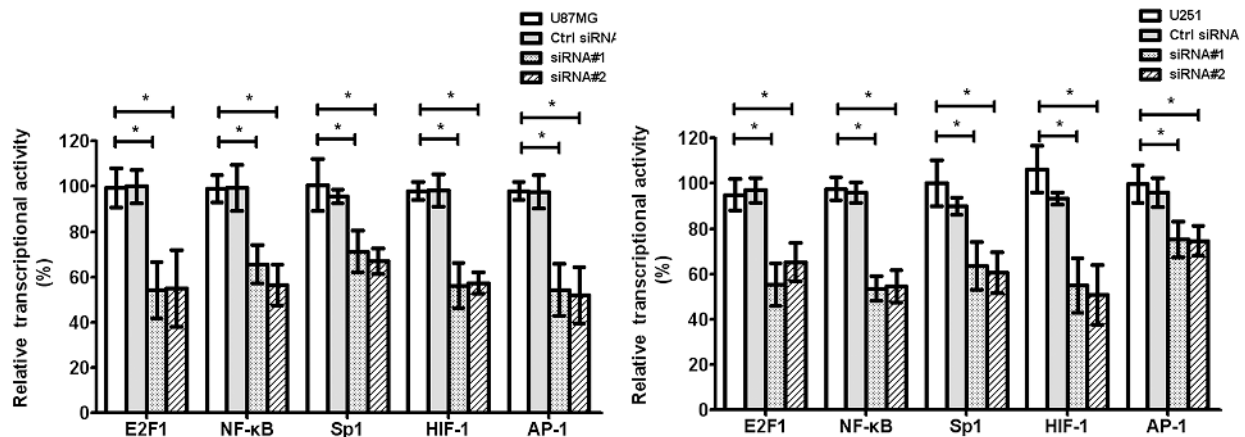 U87MG
Ctrl siRNA
siRNA#1
siRNA#2
* * * * *
* * * * *
Relative transcriptional activity
(%)
120
100
80
60
40
20
0
E2F1 NF-κB Sp1 HIF-1 AP-1
U251
Ctrl siRNA
siRNA#1
siRNA#2
* * * * *
* * * * *
Relative transcriptional activity
(%)
120
100
80
60
40
20
0
E2F1 NF-κB Sp1 HIF-1 AP-1